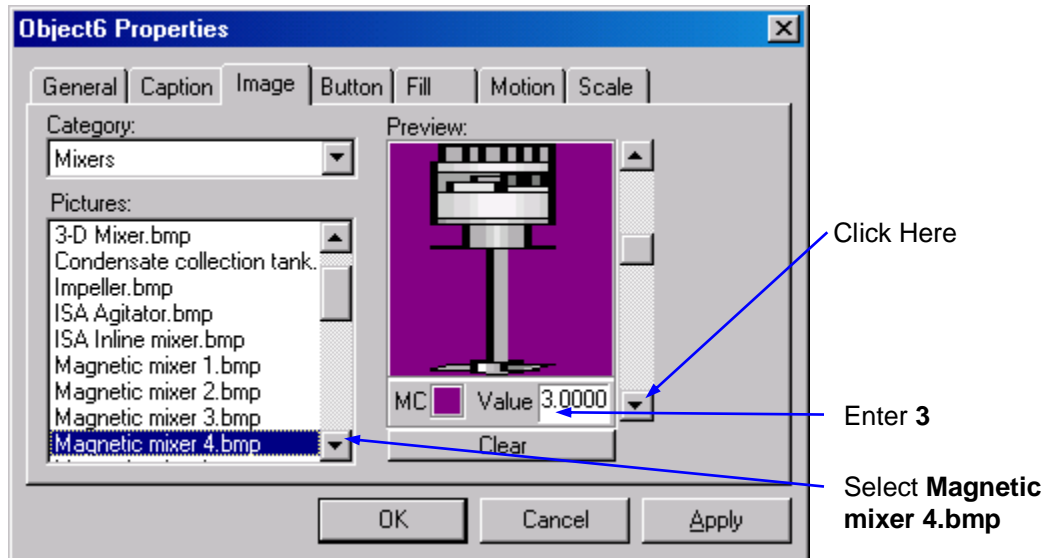 Object6 Properties
General Caption Image Button Fill Motion Scale
Category:
Mixers
Pictures:
3-D Mixer.bmp
Condensate collection tank.
Impeller.bmp
ISA Agitator.bmp
ISA Inline mixer.bmp
Magnetic mixer 1.bmp
Magnetic mixer 2.bmp
Magnetic mixer 3.bmp
Magnetic mixer 4.bmp
Preview:
MC Value 3.0000
Clear
OK Cancel Apply
Click Here
Enter 3
Select Magnetic
mixer 4.bmp